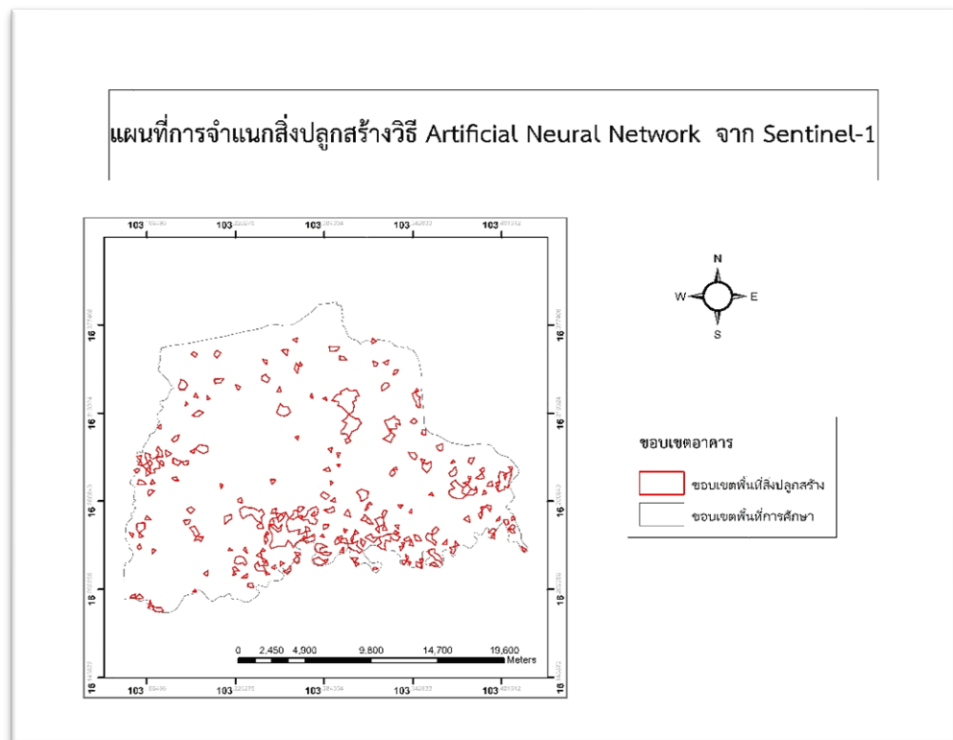 แผนที่การจำแนกสิ่งปลูกสร้างวิธี Artificial Neural Network จาก Sentinel-1
103 103 103 103 103
N
W E
S
16 16
16 16
ขอบเขตอาคาร
ขอบเขตพื้นที่สิ่งปลูกสร้าง
16 16
ขอบเขตพื้นที่การศึกษา
16 16
0 2,450 4,900 9,800 14,700 19,600
Meters
16 16
103 103 103 103 103